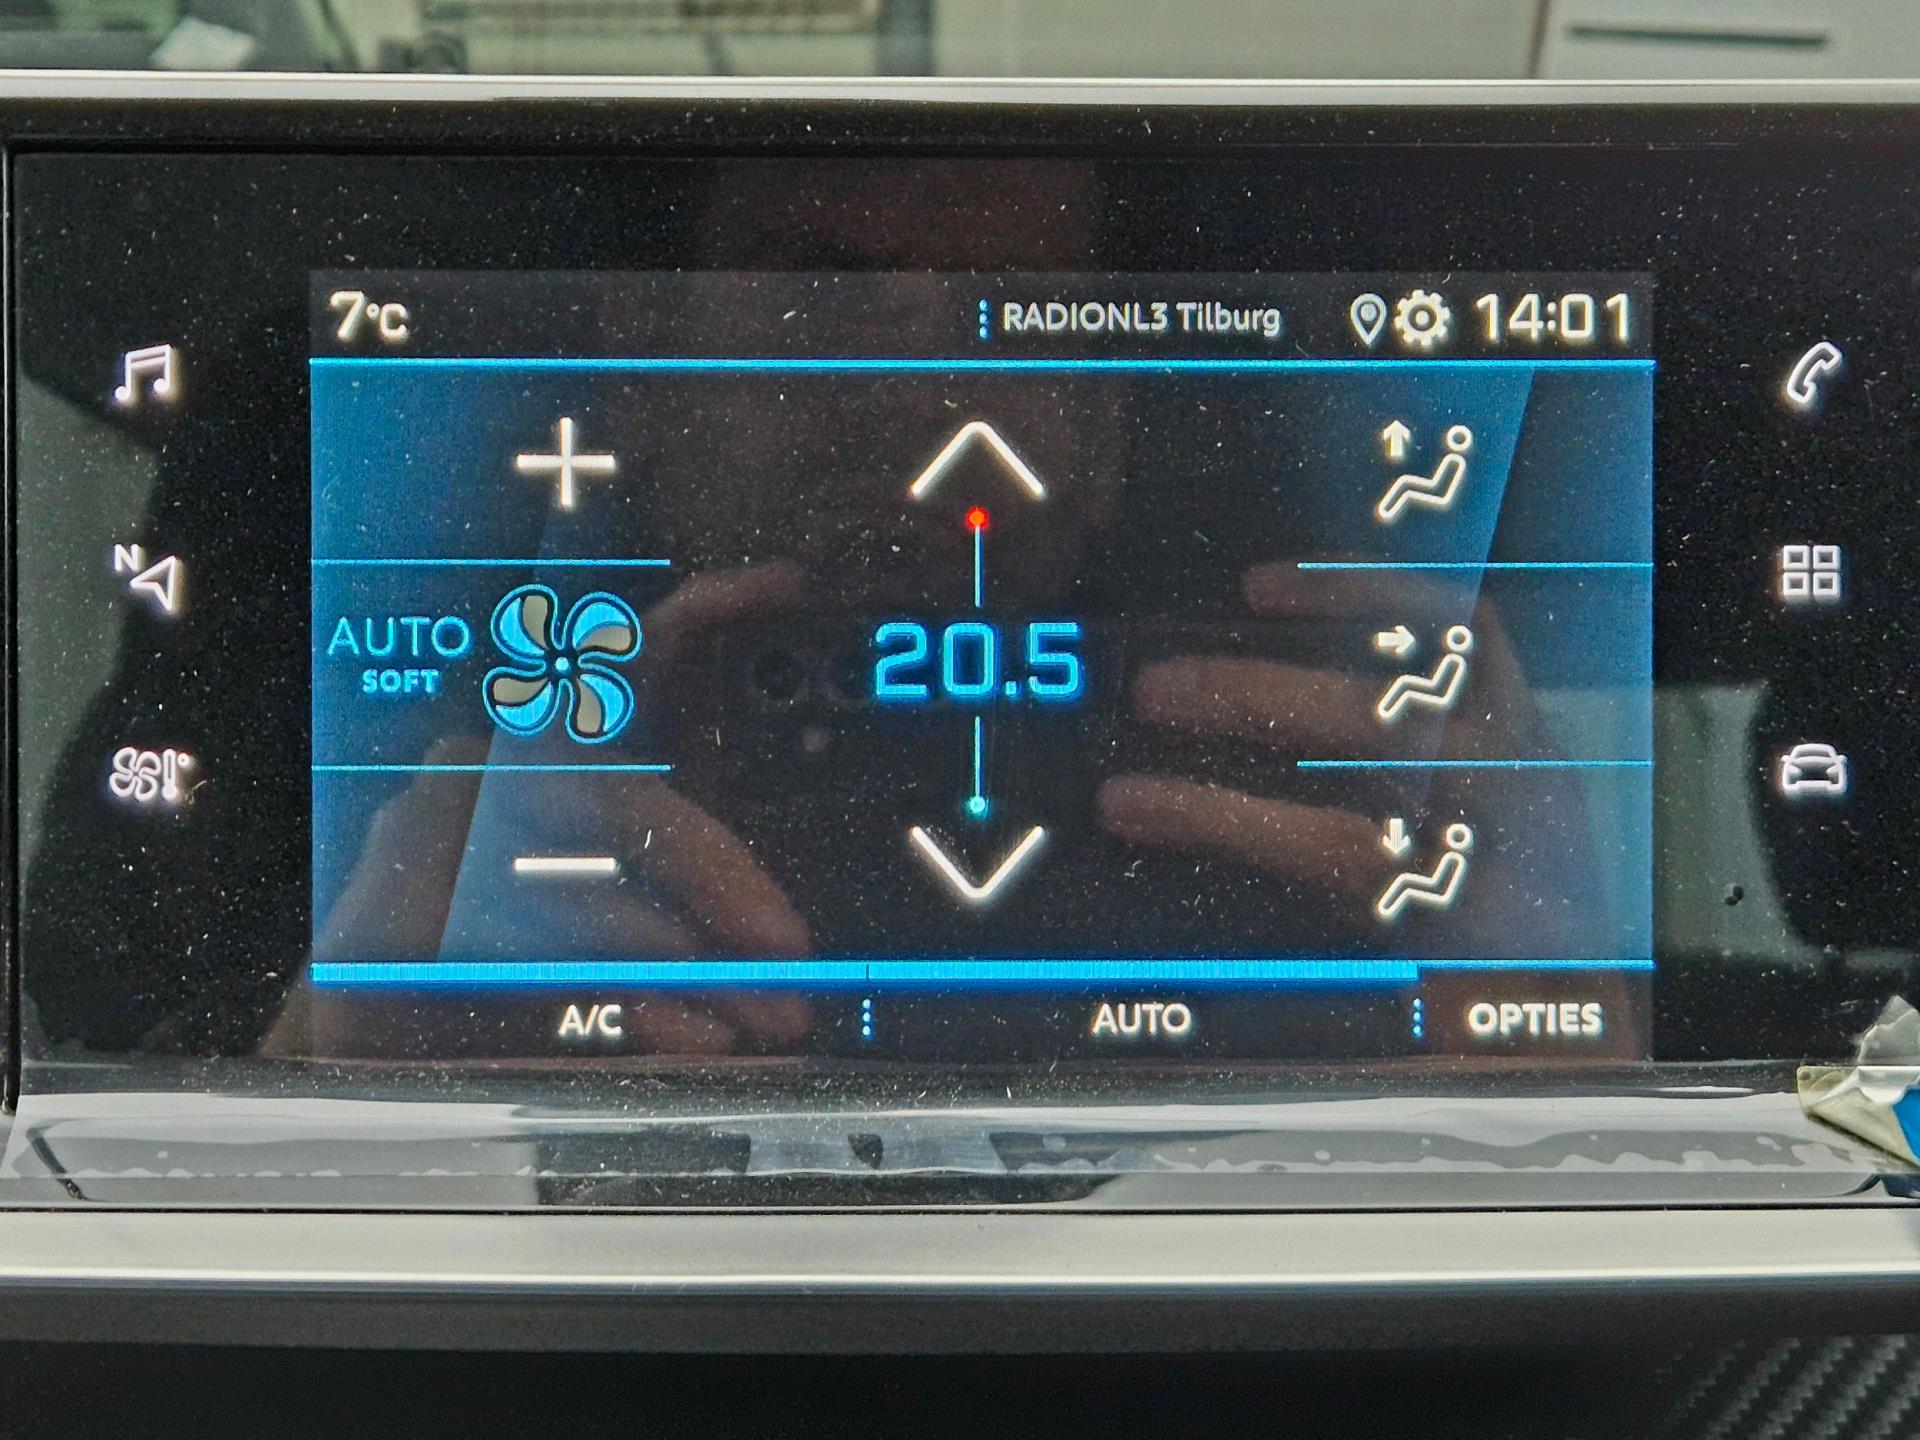 7°C
RADIONL3 Tilburg
14:01
N
AUTO
SOFT
20.5
A/C
AUTO
OPTIES